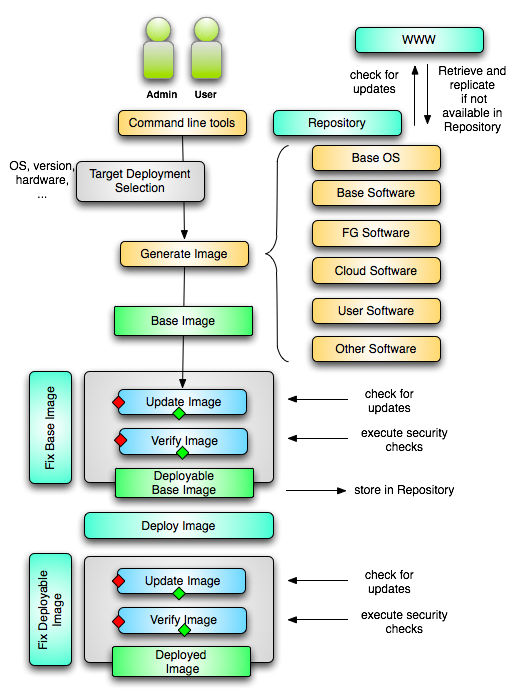 WWW
check for
updates
Retrieve and
replicate
if not
available in
Repository
Admin
User
Command line tools
Repository
OS, version,
hardware,
...
Target Deployment
Selection
Base OS
Base Software
Generate Image
FG Software
Cloud Software
User Software
Other Software
Base Image
Fix Base Image
Update Image
check for
updates
Verify Image
execute security
checks
Deployable
Base Image
store in Repository
Deploy Image
Fix Deployable
Image
Update Image
check for
updates
Verify Image
execute security
checks
Deployed
Image